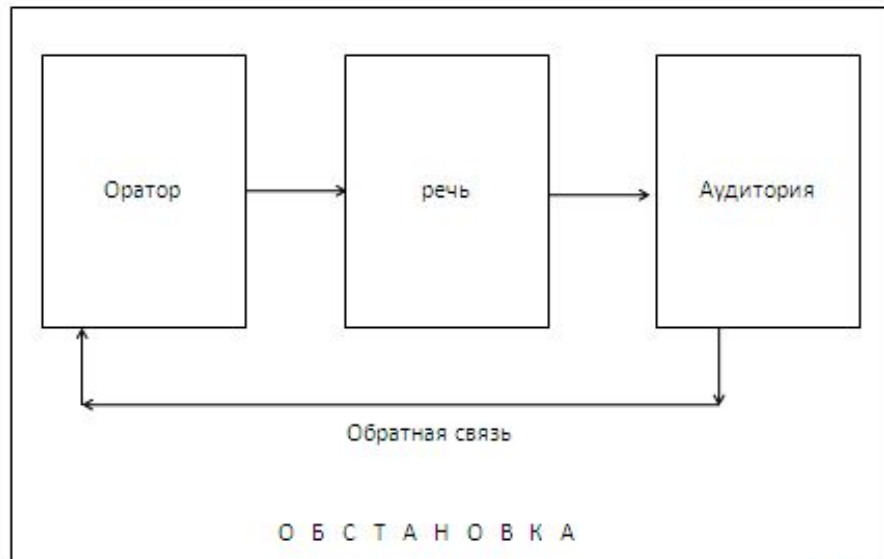 Оратор
речь
Аудитория
Обратная связь
О Б С Т А Н О В К А